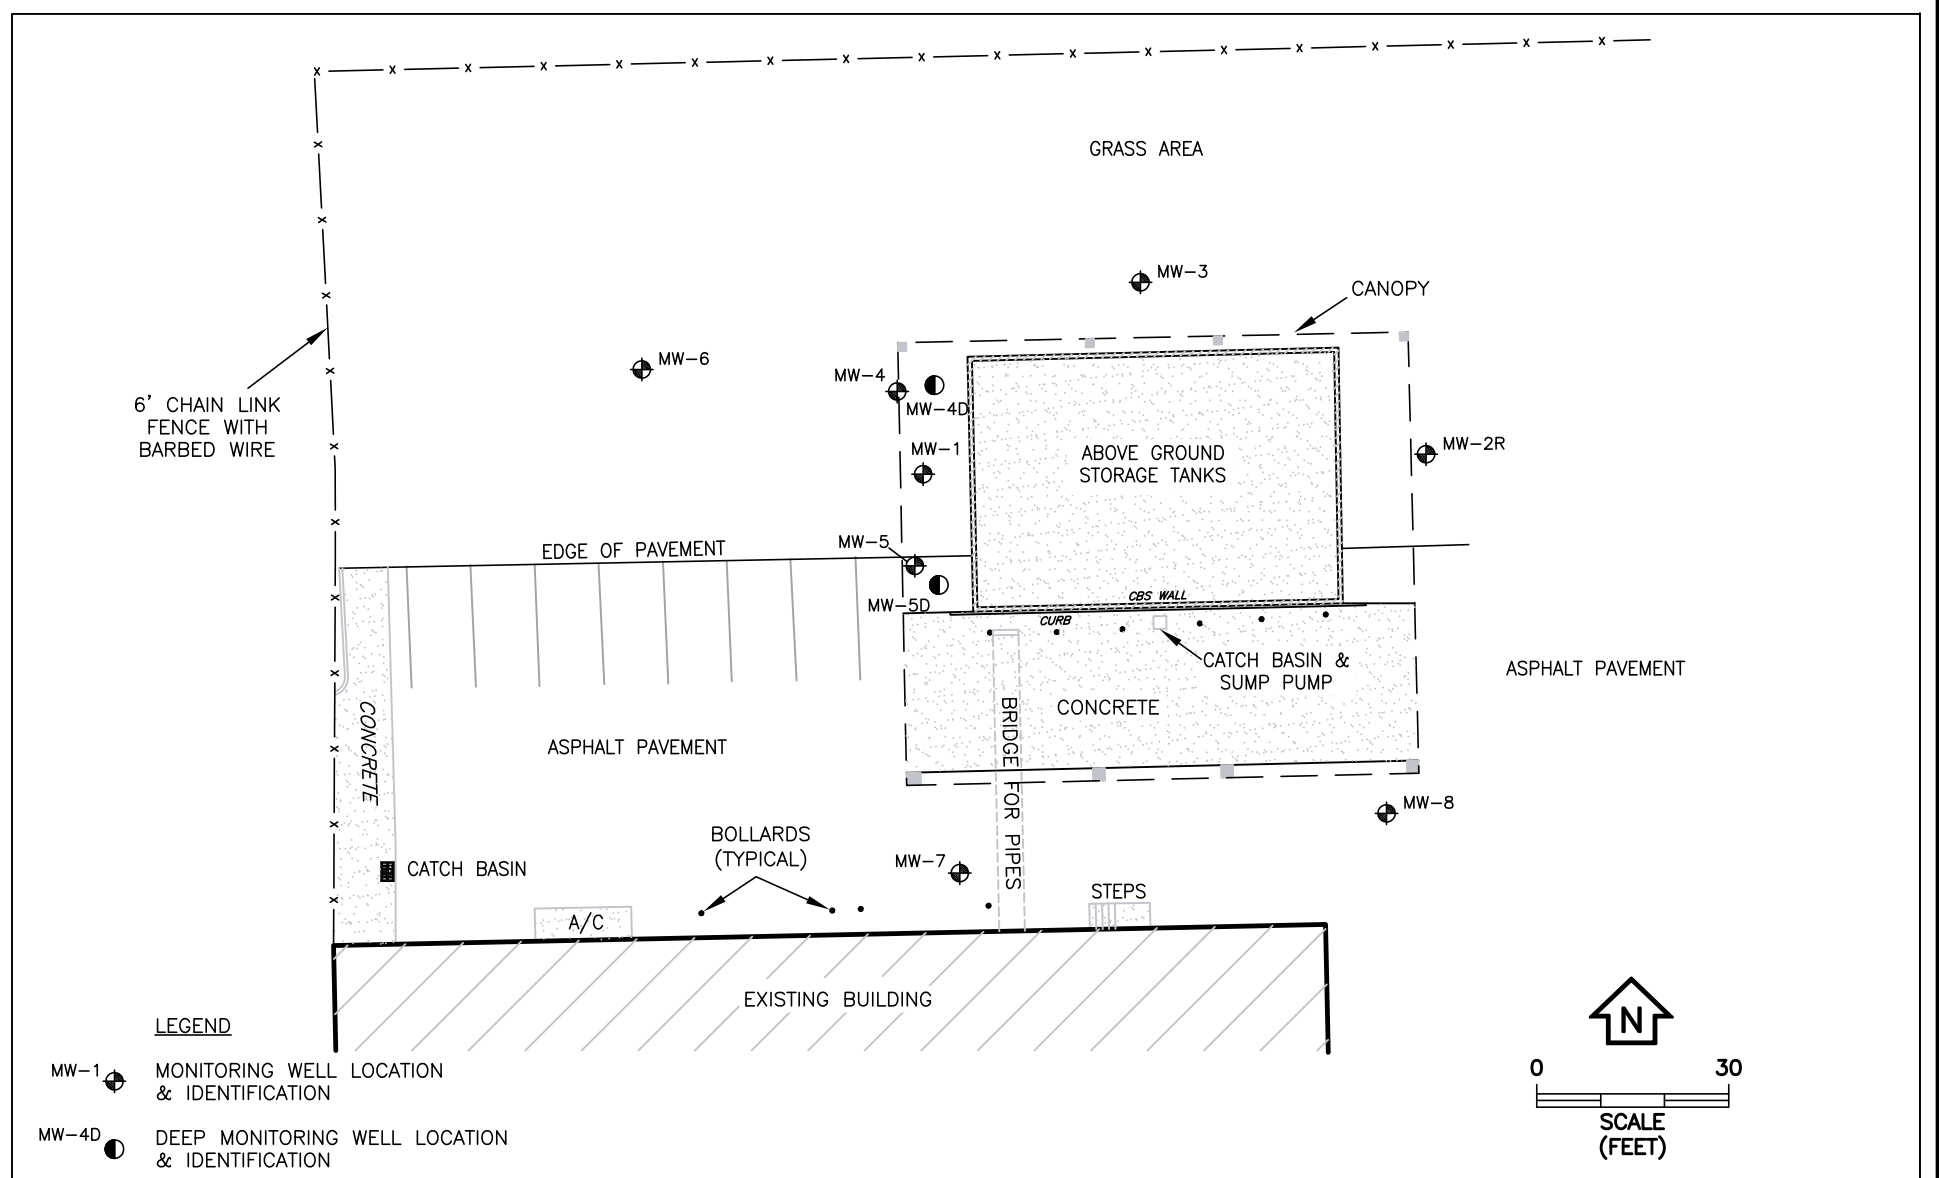 GRASS AREA
MW-3
CANOPY
MW-6
MW-4
MW-4D
6' CHAIN LINK
FENCE WITH
BARBED WIRE
MW-1
ABOVE GROUND
STORAGE TANKS
MW-2R
EDGE OF PAVEMENT
MW-5
MW-5D
CBS WALL
CURB
CATCH BASIN &
SUMP PUMP
ASPHALT PAVEMENT
CONCRETE
CONCRETE
BRIDGE FOR PIPES
ASPHALT PAVEMENT
MW-8
BOLLARDS
(TYPICAL)
MW-7
CATCH BASIN
STEPS
A/C
EXISTING BUILDING
LEGEND
MW-1
MONITORING WELL LOCATION
& IDENTIFICATION
MW-4D
DEEP MONITORING WELL LOCATION
& IDENTIFICATION
N
0 30
SCALE
(FEET)